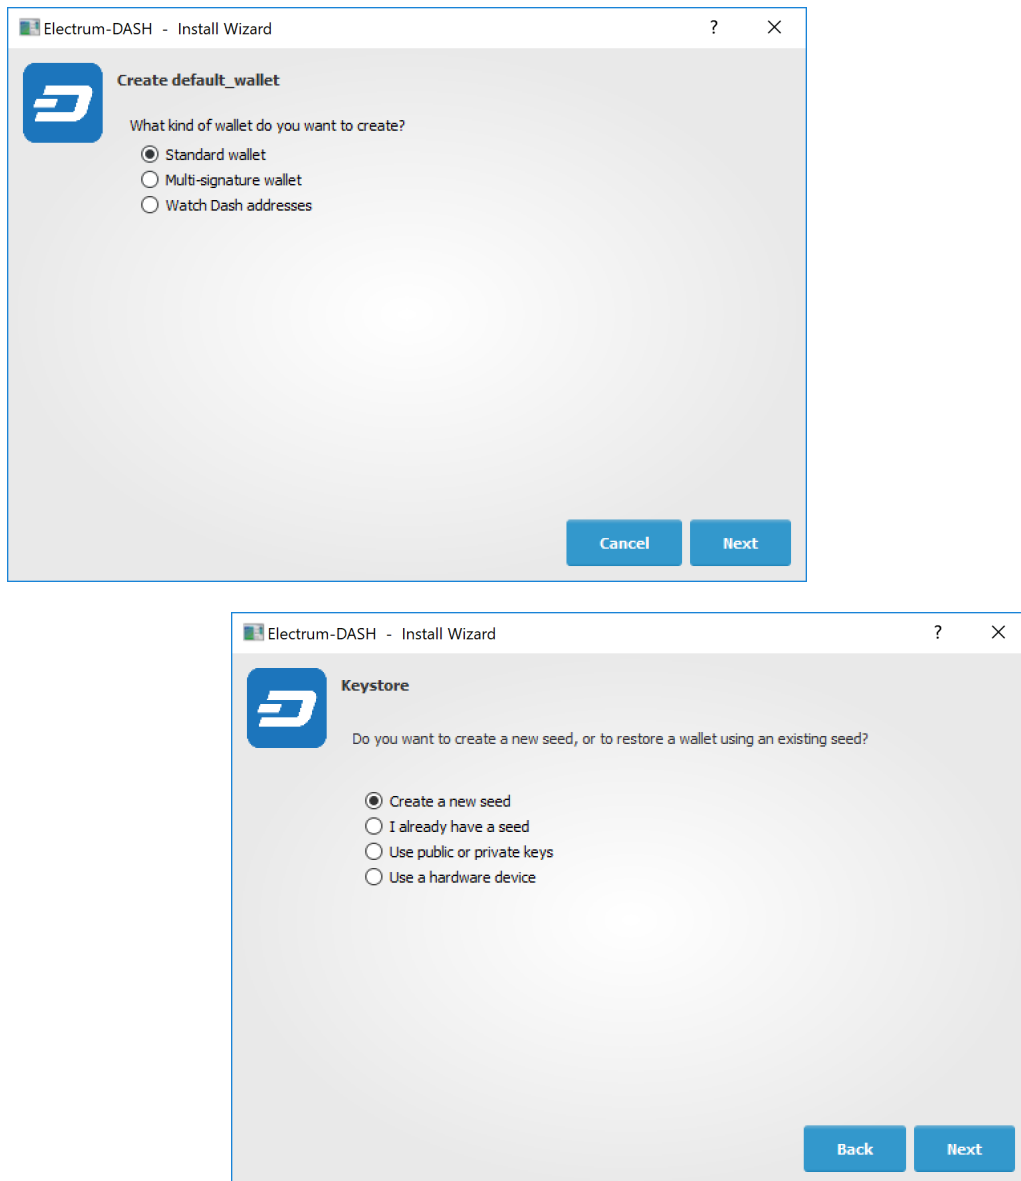 Electrum-DASH - Install Wizard ?
Create default_wallet
What kind of wallet do you want to create?
Standard wallet
Multi-signature wallet
Watch Dash addresses
Cancel Next
Electrum-DASH - Install Wizard ?
Keystore
Do you want to create a new seed, or to restore a wallet using an existing seed?
Create a new seed
I already have a seed
Use public or private keys
Use a hardware device
Back Next